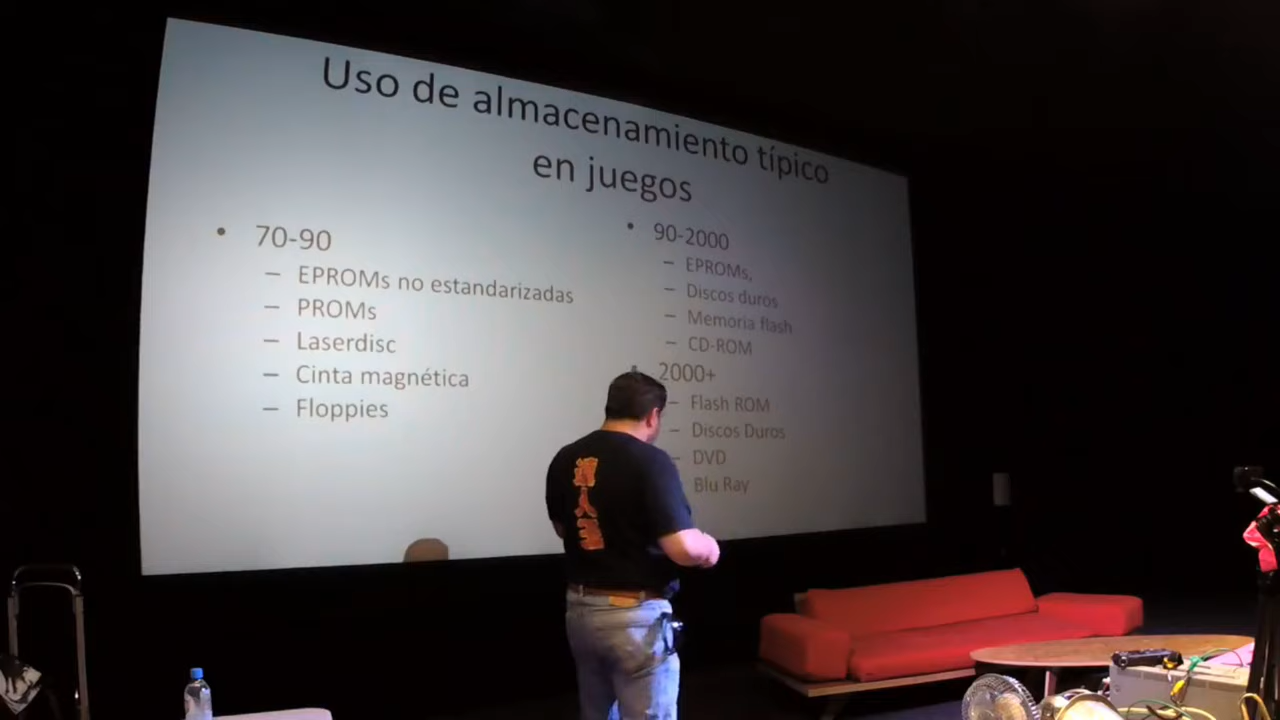 Uso de almacenamiento típico
en juegos
• 70-90
– EPROMs no estandarizadas
– PROMs
– Laserdisc
– Cinta magnética
– Floppies
• 90-2000
– EPROMs,
– Discos duros
– Memoria flash
– CD-ROM
• 2000+
– Flash ROM
– Discos Duros
– DVD
Blu Ray